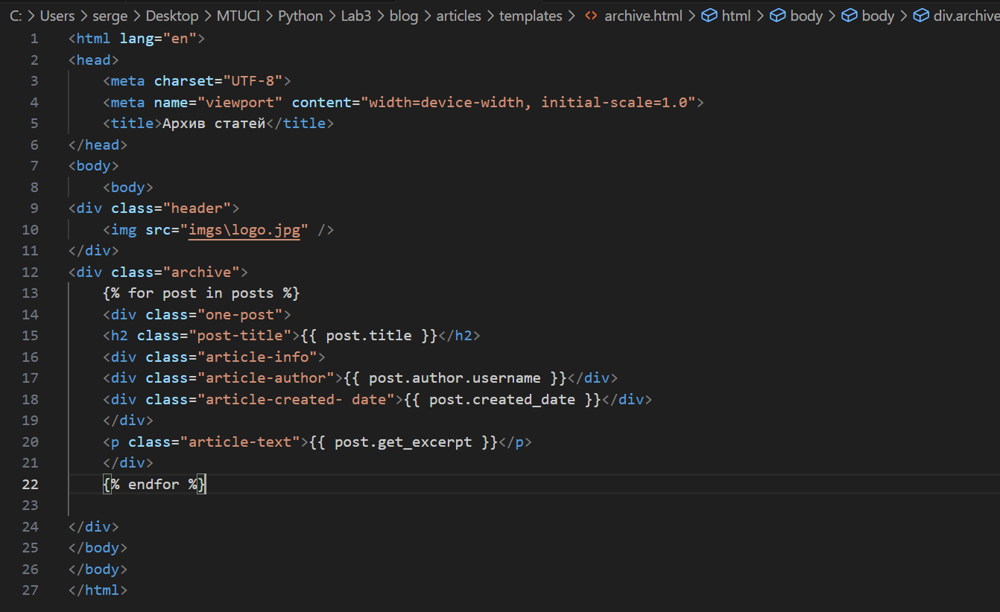 C: > Users > serge > Desktop > MTUCI > Python > Lab3 > blog > articles > templates > <> archive.html > html > body > body > div.archive
1 <html lang="en">
2 <head>
3     <meta charset="UTF-8">
4     <meta name="viewport" content="width=device-width, initial-scale=1.0">
5     <title>Архив статей</title>
6 </head>
7 <body>
8     <body>
9 <div class="header">
10     <img src="imgs\logo.jpg" />
11 </div>
12 <div class="archive">
13     {% for post in posts %}
14     <div class="one-post">
15     <h2 class="post-title">{{ post.title }}</h2>
16     <div class="article-info">
17     <div class="article-author">{{ post.author.username }}</div>
18     <div class="article-created- date">{{ post.created_date }}</div>
19     </div>
20     <p class="article-text">{{ post.get_excerpt }}</p>
21     </div>
22     {% endfor %}
23
24 </div>
25 </body>
26 </body>
27 </html>